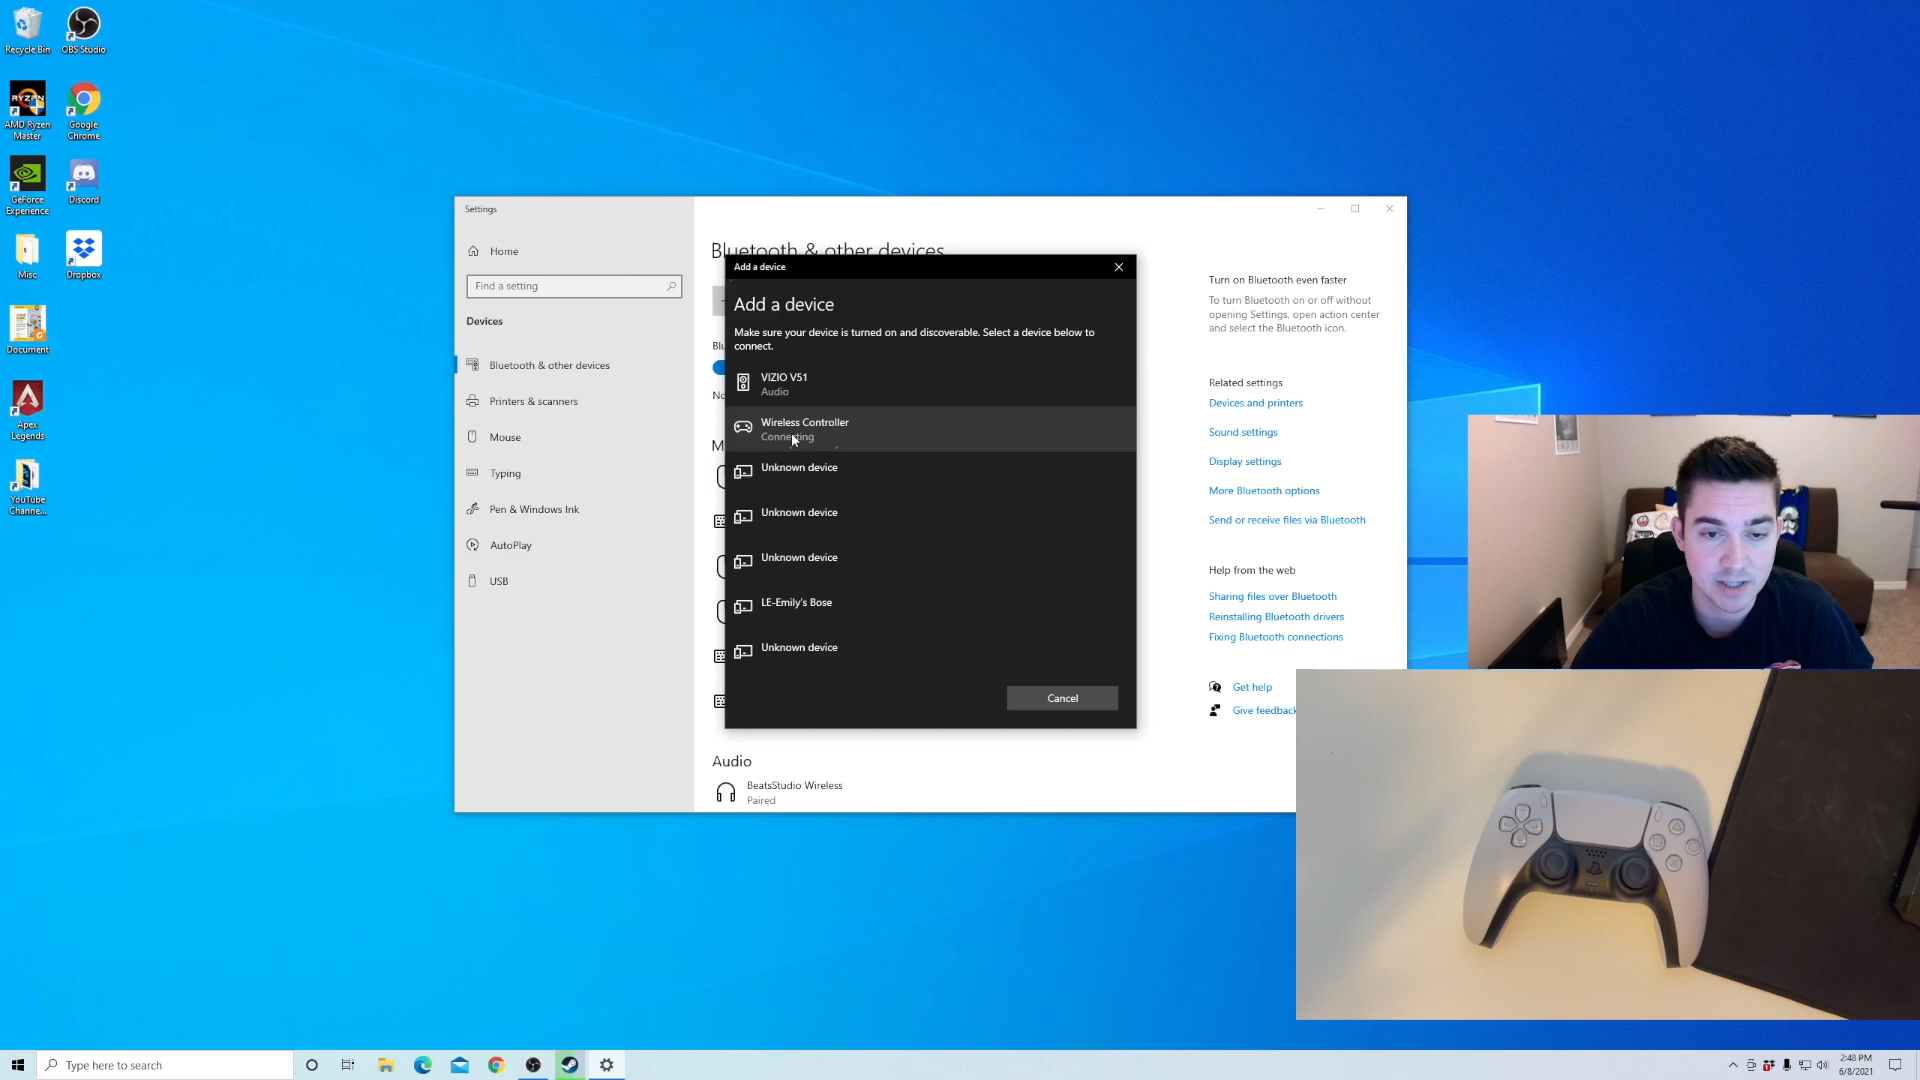 Recycle Bin
OBS Studio
AMD Ryzen
Master
Google
Chrome
GeForce
Experience
Discord
Misc
Dropbox
Document
Apex
Legends
YouTube
Channe...
Settings
Home
Find a setting
Devices
Bluetooth & other devices
Printers & scanners
Mouse
Typing
Pen & Windows Ink
AutoPlay
USB
Bluetooth & other devices
Add a device
Add a device
Make sure your device is turned on and discoverable. Select a device below to
connect.
VIZIO V51
Audio
Wireless Controller
Connecting
Unknown device
Unknown device
Unknown device
LE-Emily's Bose
Unknown device
Cancel
Audio
BeatsStudio Wireless
Paired
Turn on Bluetooth even faster
To turn Bluetooth on or off without
opening Settings, open action center
and select the Bluetooth icon.
Related settings
Devices and printers
Sound settings
Display settings
More Bluetooth options
Send or receive files via Bluetooth
Help from the web
Sharing files over Bluetooth
Reinstalling Bluetooth drivers
Fixing Bluetooth connections
Get help
Give feedback
Type here to search
2:48 PM
6/8/2021